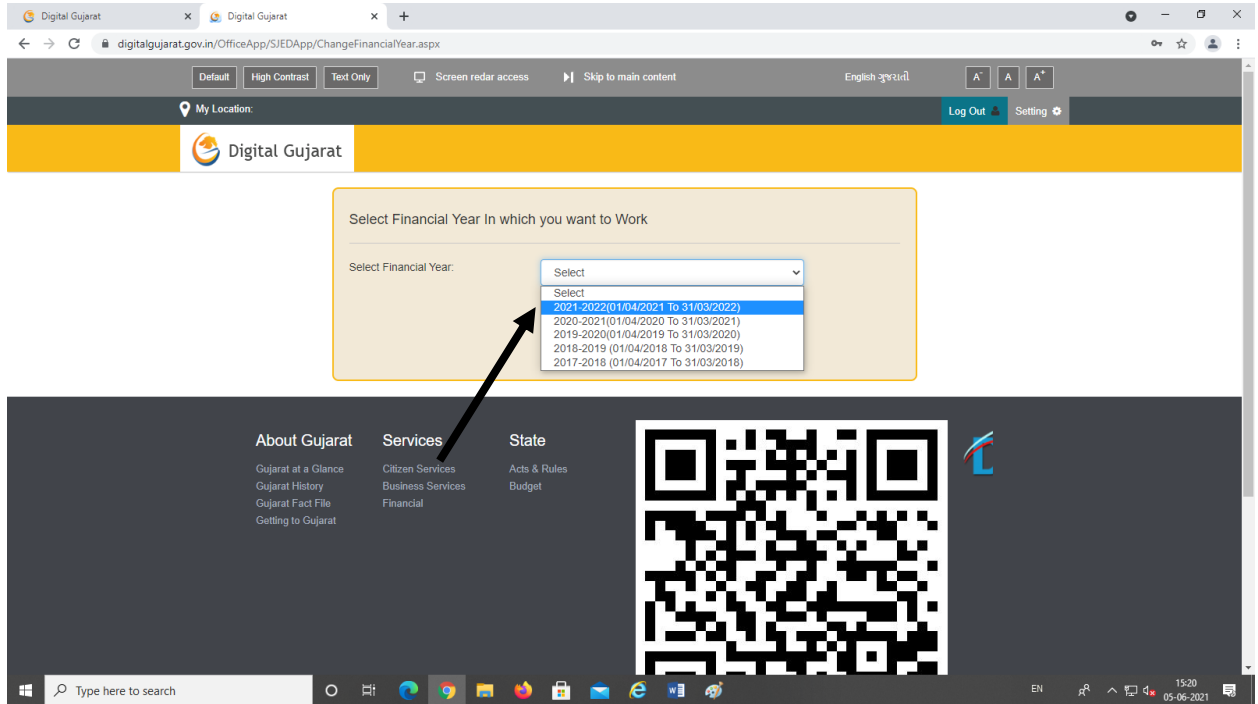 Digital Gujarat
Digital Gujarat
digitalgujarat.gov.in/OfficeApp/SJEDApp/ChangeFinancialYear.aspx
Default High Contrast Text Only Screen redar access Skip to main content English ગુજરાતી A- A A+
My Location: Log Out Setting
Digital Gujarat
Select Financial Year In which you want to Work
Select Financial Year: Select
Select
2021-2022(01/04/2021 To 31/03/2022)
2020-2021(01/04/2020 To 31/03/2021)
2019-2020(01/04/2019 To 31/03/2020)
2018-2019 (01/04/2018 To 31/03/2019)
2017-2018 (01/04/2017 To 31/03/2018)
About Gujarat
Gujarat at a Glance
Gujarat History
Gujarat Fact File
Getting to Gujarat
Services
Citizen Services
Business Services
Financial
State
Acts & Rules
Budget
Type here to search
EN
15:20
05-06-2021